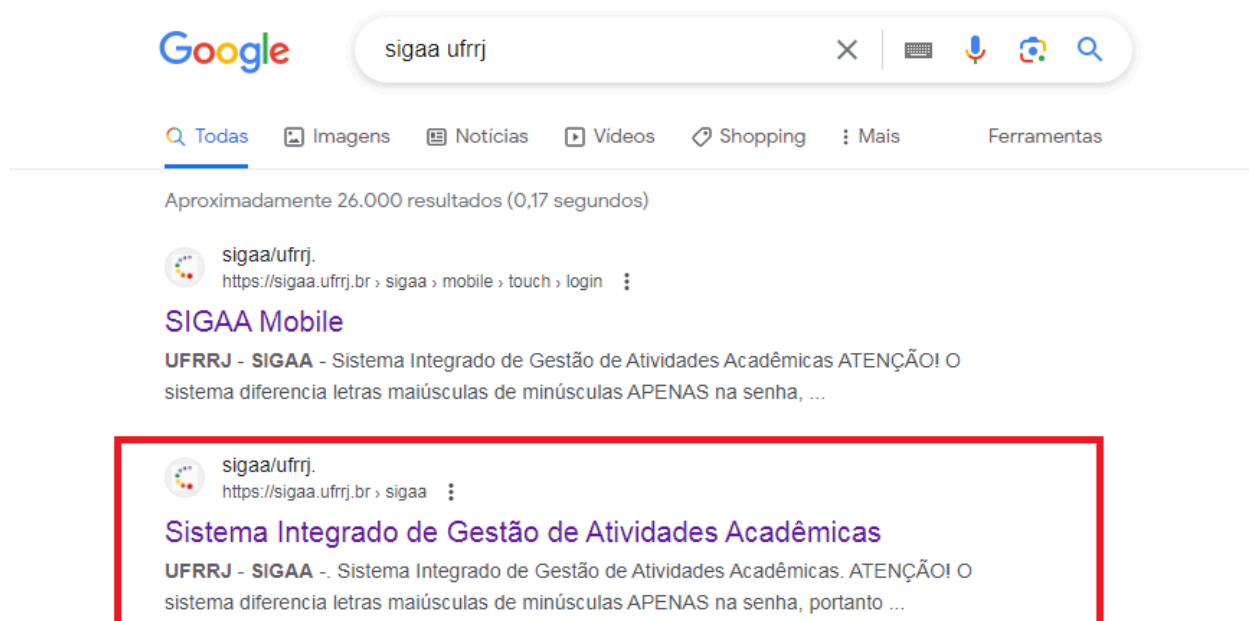 Google
sigaa ufrrj
Todas Imagens Notícias Vídeos Shopping Mais Ferramentas
Aproximadamente 26.000 resultados (0,17 segundos)
sigaa/ufrrj.
https://sigaa.ufrrj.br › sigaa › mobile › touch › login
SIGAA Mobile
UFRRJ - SIGAA - Sistema Integrado de Gestão de Atividades Acadêmicas ATENÇÃO! O
sistema diferencia letras maiúsculas de minúsculas APENAS na senha, ...
sigaa/ufrrj.
https://sigaa.ufrrj.br › sigaa
Sistema Integrado de Gestão de Atividades Acadêmicas
UFRRJ - SIGAA -. Sistema Integrado de Gestão de Atividades Acadêmicas. ATENÇÃO! O
sistema diferencia letras maiúsculas de minúsculas APENAS na senha, portanto ...